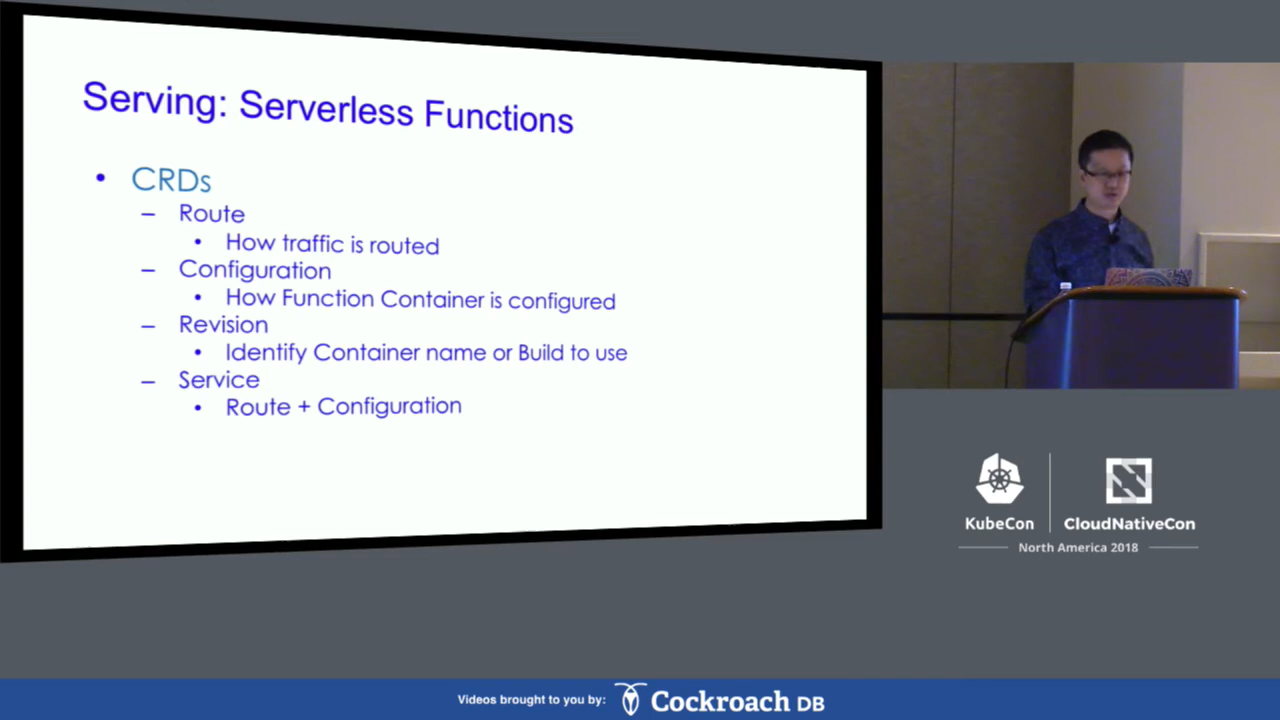 Serving: Serverless Functions
• CRDs
– Route
• How traffic is routed
– Configuration
• How Function Container is configured
– Revision
• Identify Container name or Build to use
– Service
• Route + Configuration
KubeCon
CloudNativeCon
North America 2018
Videos brought to you by: Cockroach DB